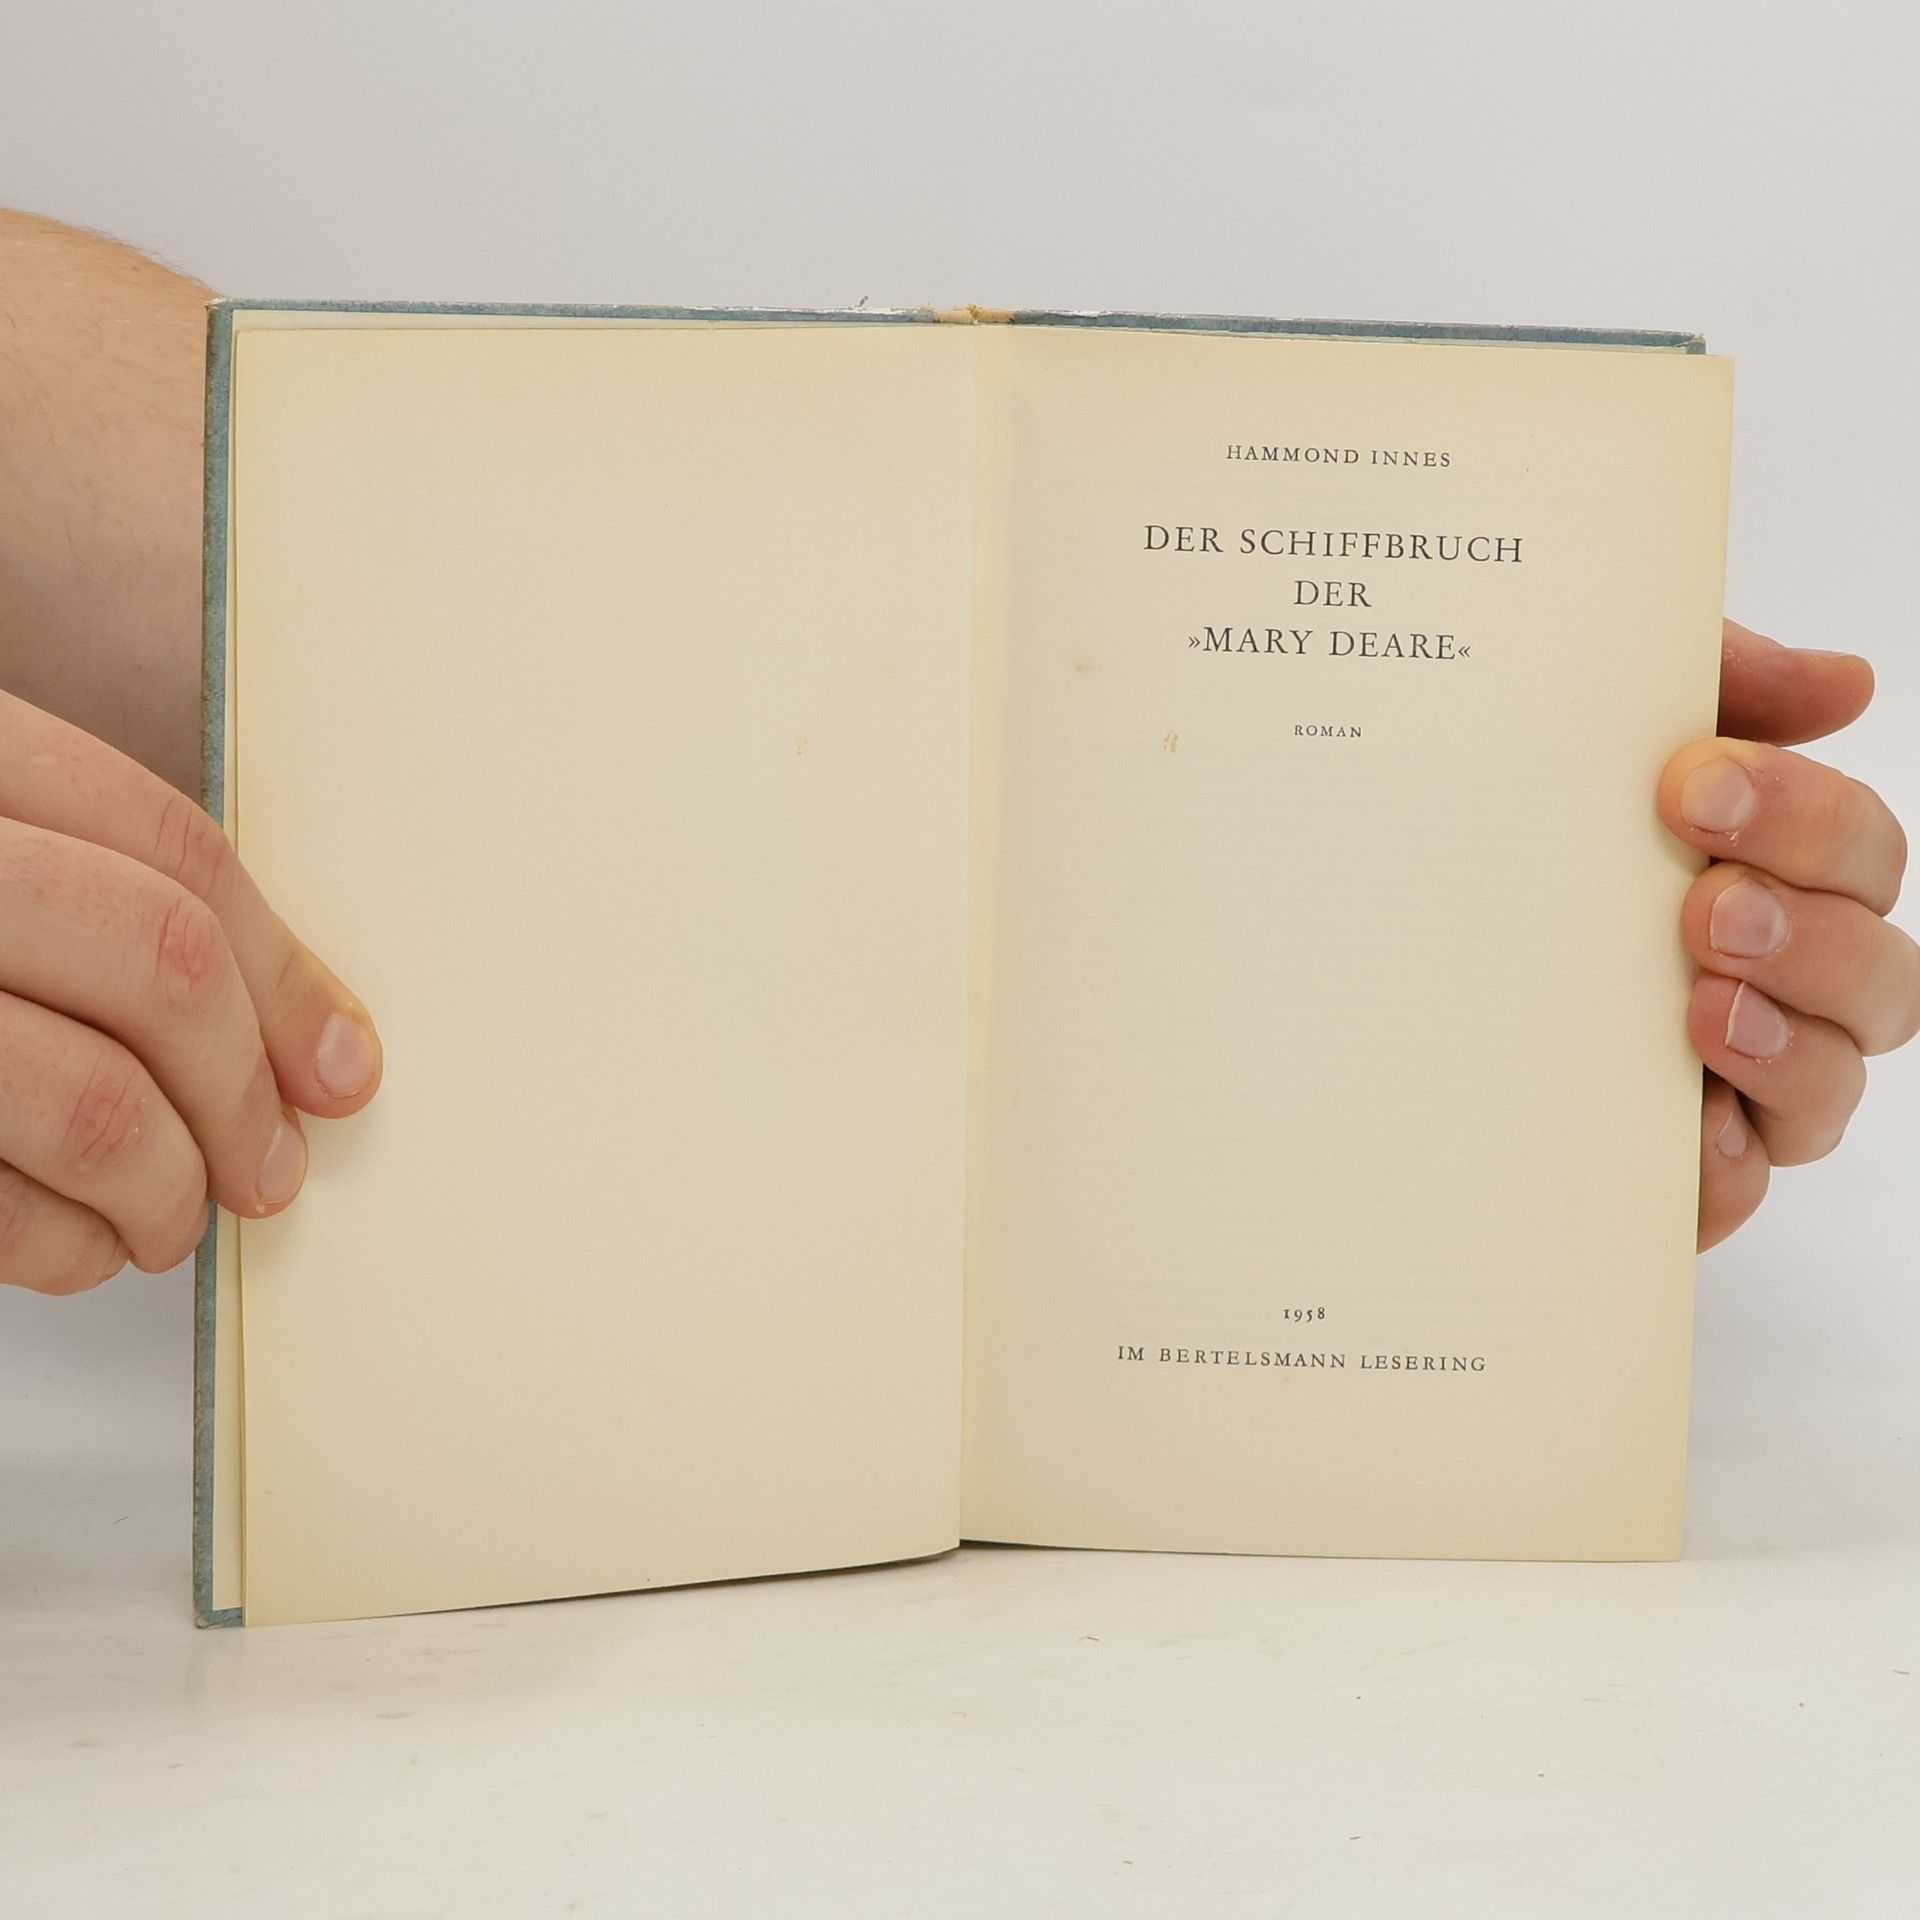 HAMMOND INNES
DER SCHIFFBRUCH
DER
»MARY DEARE«
ROMAN
1958
IM BERTELSMANN LESERING